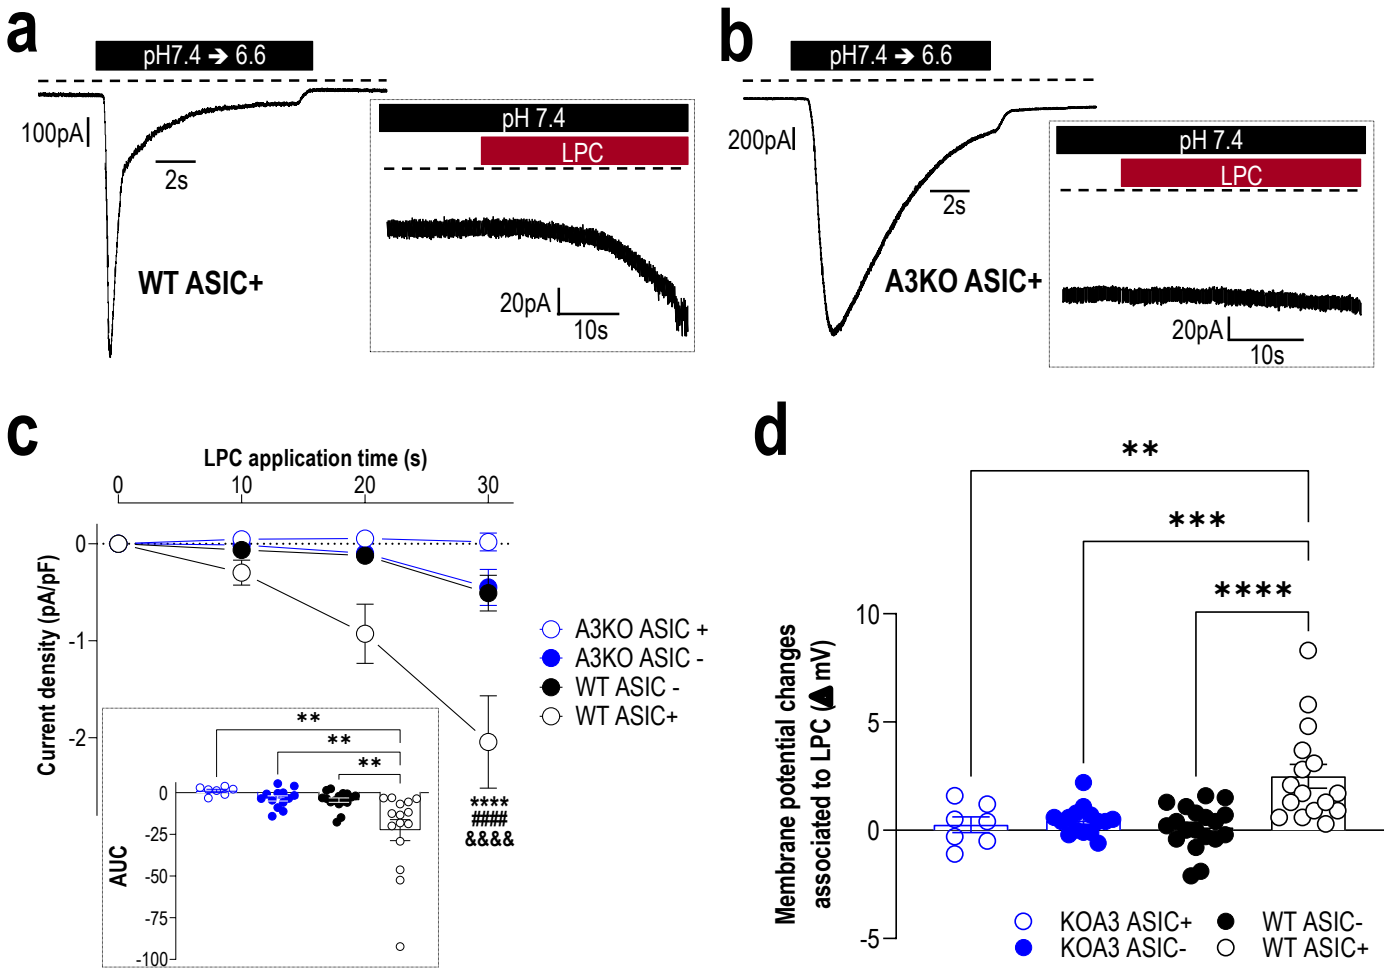 a
pH7.4 ➔ 6.6
100pA
2s
WT ASIC+
pH 7.4
LPC
20pA
10s
b
pH7.4 ➔ 6.6
200pA
2s
A3KO ASIC+
pH 7.4
LPC
20pA
10s
c
LPC application time (s)
0 10 20 30
Current density (pA/pF)
0
-1
-2
A3KO ASIC +
A3KO ASIC -
WT ASIC -
WT ASIC+
****
####
&&&&
AUC
0
-25
-50
-75
-100
**
**
**
d
**
***
****
Membrane potential changes
associated to LPC (▲ mV)
10
5
0
-5
KOA3 ASIC+
KOA3 ASIC-
WT ASIC-
WT ASIC+